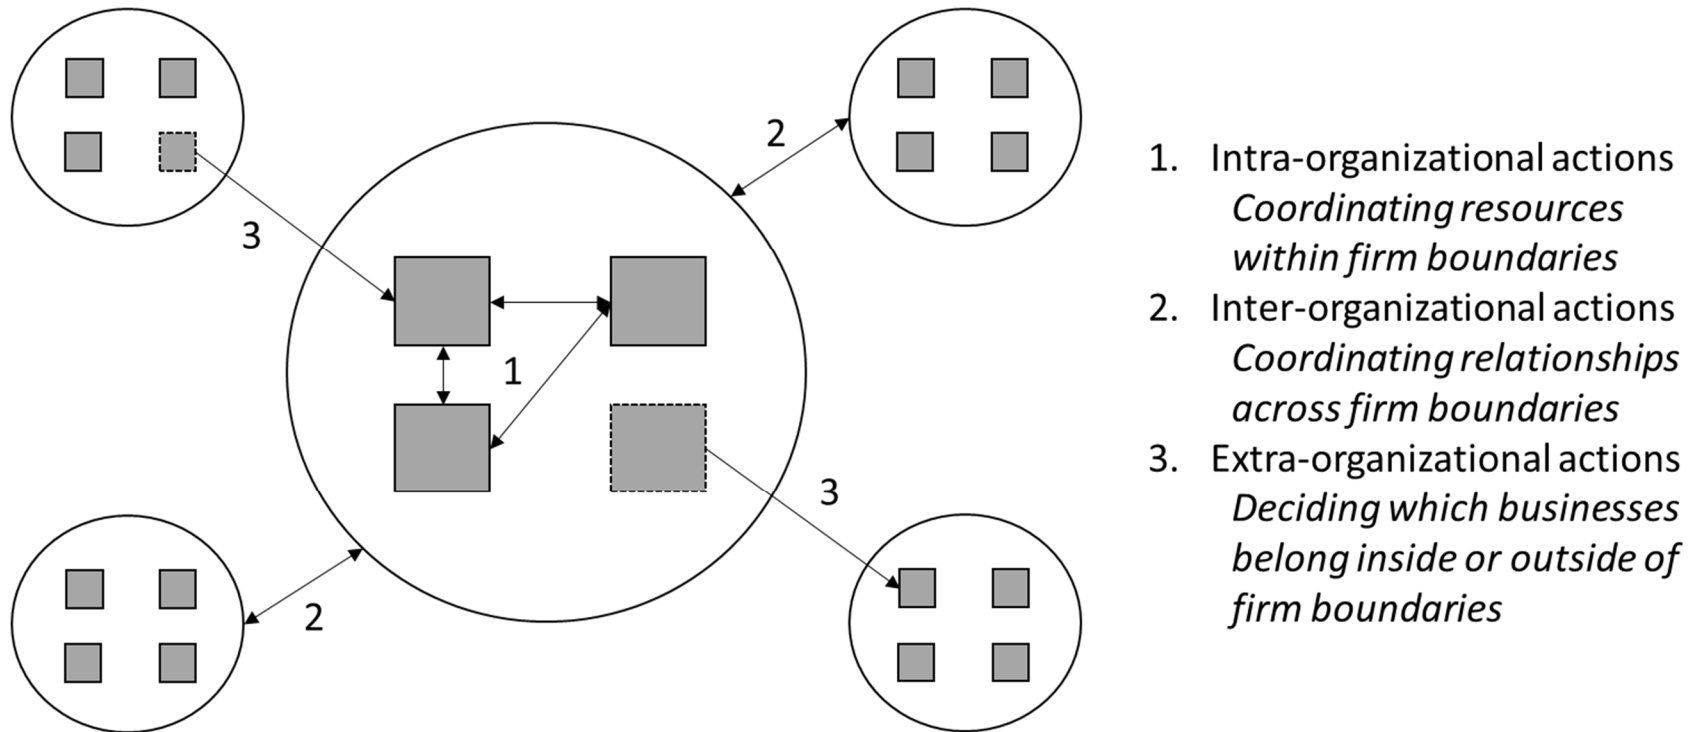 2
3
1
3
2
1. Intra-organizational actions
Coordinating resources
within firm boundaries
2. Inter-organizational actions
Coordinating relationships
across firm boundaries
3. Extra-organizational actions
Deciding which businesses
belong inside or outside of
firm boundaries